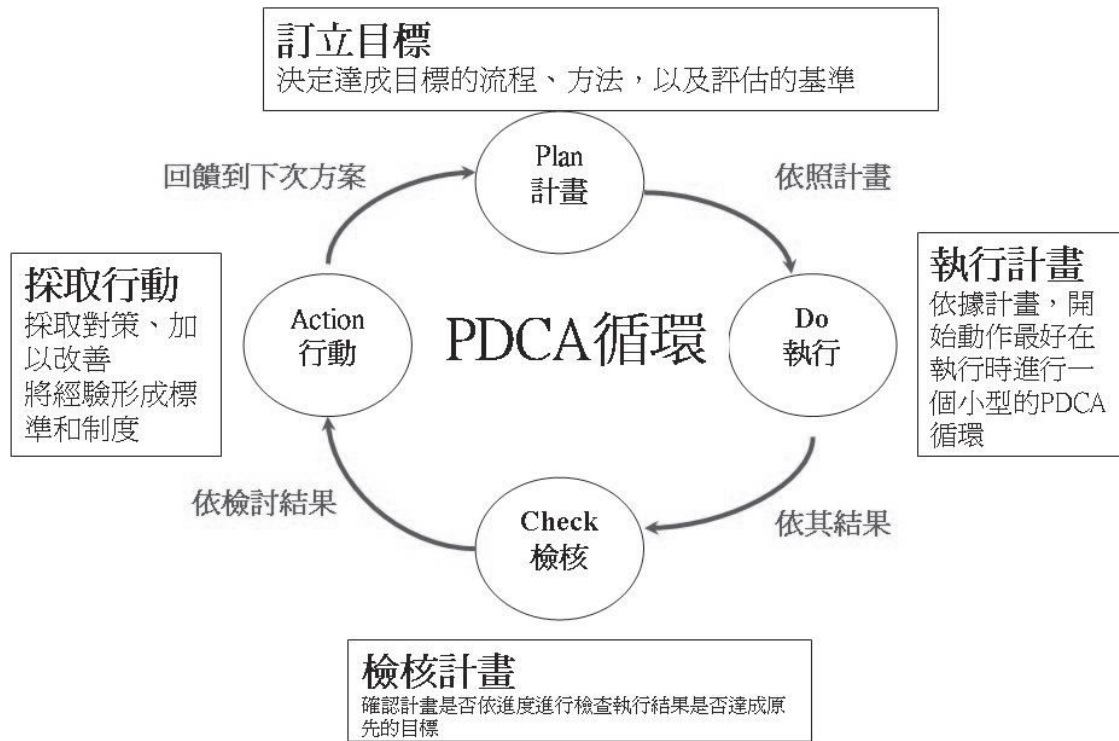 訂立目標
決定達成目標的流程、方法，以及評估的基準
Plan
計畫
回饋到下次方案
依照計畫
採取行動
採取對策、加
以改善
將經驗形成標
準和制度
Action
行動
PDCA循環
Do
執行
執行計畫
依據計畫，開
始動作最好在
執行時進行一
個小型的PDCA
循環
依檢討結果
Check
檢核
依其結果
檢核計畫
確認計畫是否依進度進行檢查執行結果是否達成原
先的目標